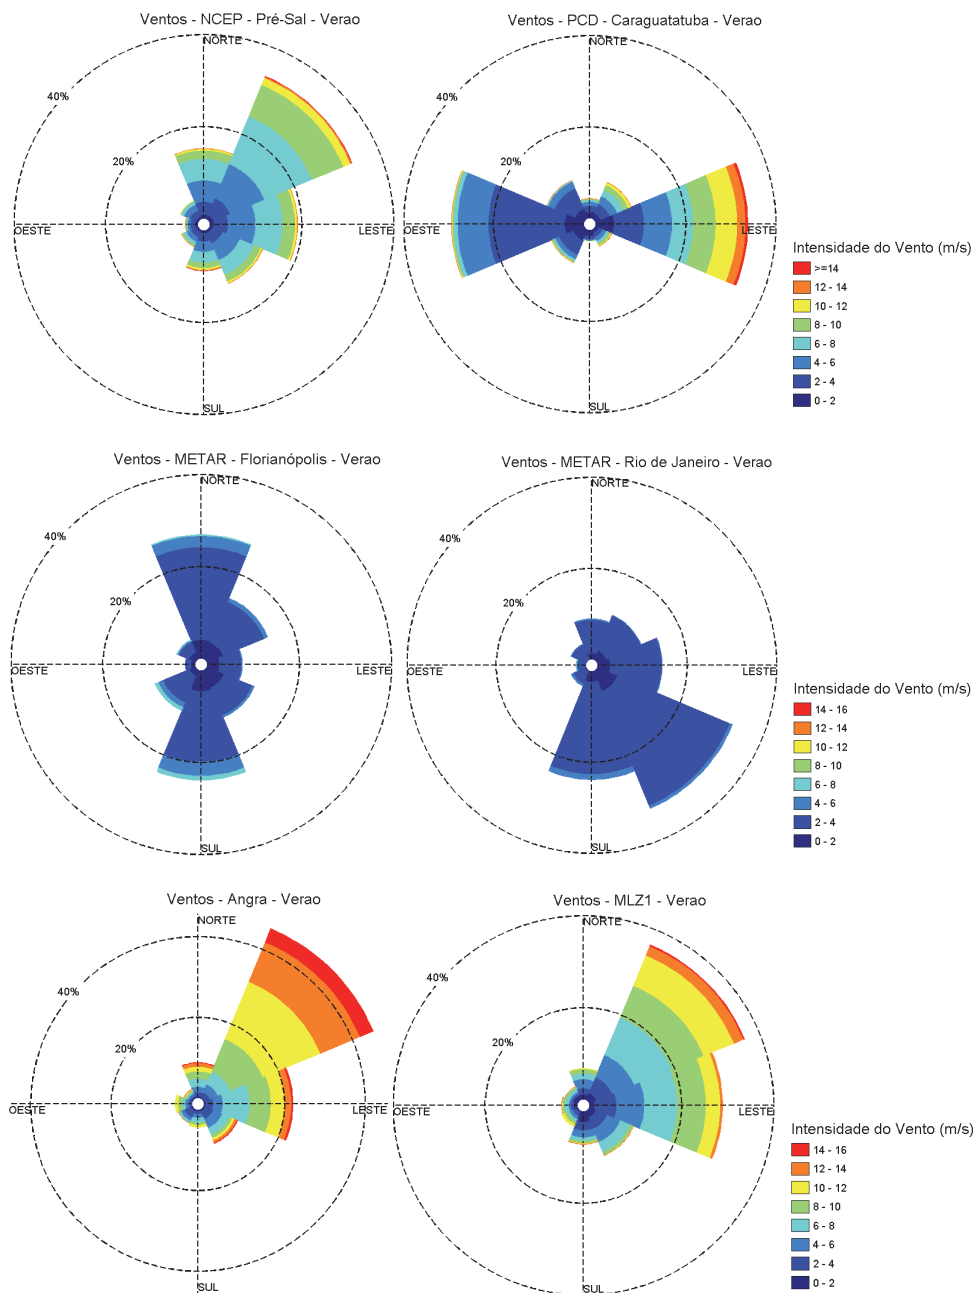 Ventos - NCEP - Pré-Sal - Verao
NORTE
40%
20%
OESTE
LESTE
SUL
Ventos - PCD - Caraguatatuba - Verao
NORTE
40%
20%
OESTE
LESTE
SUL
Intensidade do Vento (m/s)
>=14
12 - 14
10 - 12
8 - 10
6 - 8
4 - 6
2 - 4
0 - 2
Ventos - METAR - Florianópolis - Verao
NORTE
40%
20%
OESTE
LESTE
SUL
Ventos - METAR - Rio de Janeiro - Verao
NORTE
40%
20%
OESTE
LESTE
SUL
Intensidade do Vento (m/s)
14 - 16
12 - 14
10 - 12
8 - 10
6 - 8
4 - 6
2 - 4
0 - 2
Ventos - Angra - Verao
NORTE
40%
20%
OESTE
LESTE
SUL
Ventos - MLZ1 - Verao
NORTE
40%
20%
OESTE
LESTE
SUL
Intensidade do Vento (m/s)
14 - 16
12 - 14
10 - 12
8 - 10
6 - 8
4 - 6
2 - 4
0 - 2